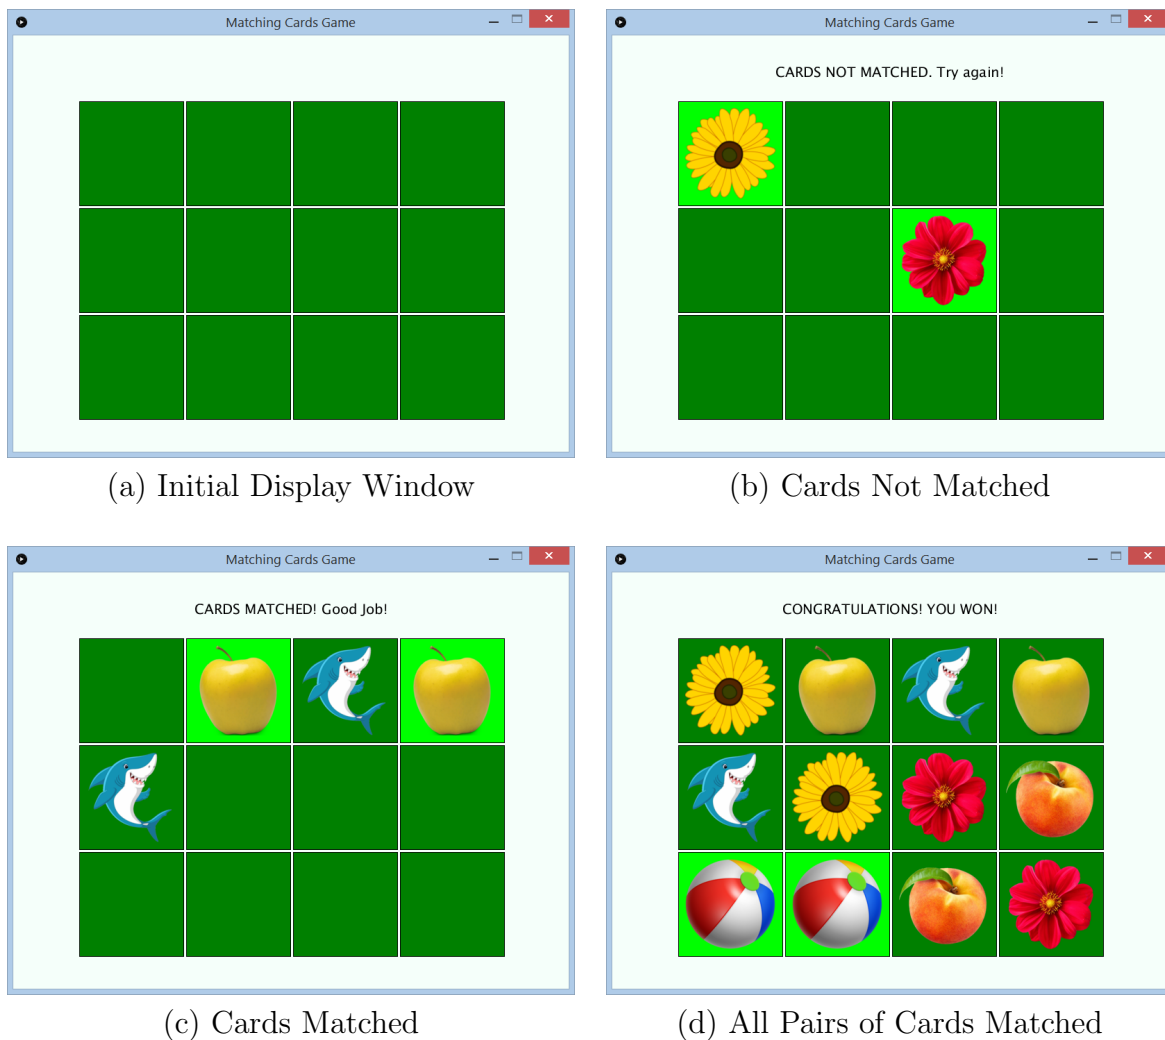 Matching Cards Game
Matching Cards Game
CARDS NOT MATCHED. Try again!
(a) Initial Display Window
(b) Cards Not Matched
Matching Cards Game
Matching Cards Game
CARDS MATCHED! Good Job!
CONGRATULATIONS! YOU WON!
(c) Cards Matched
(d) All Pairs of Cards Matched